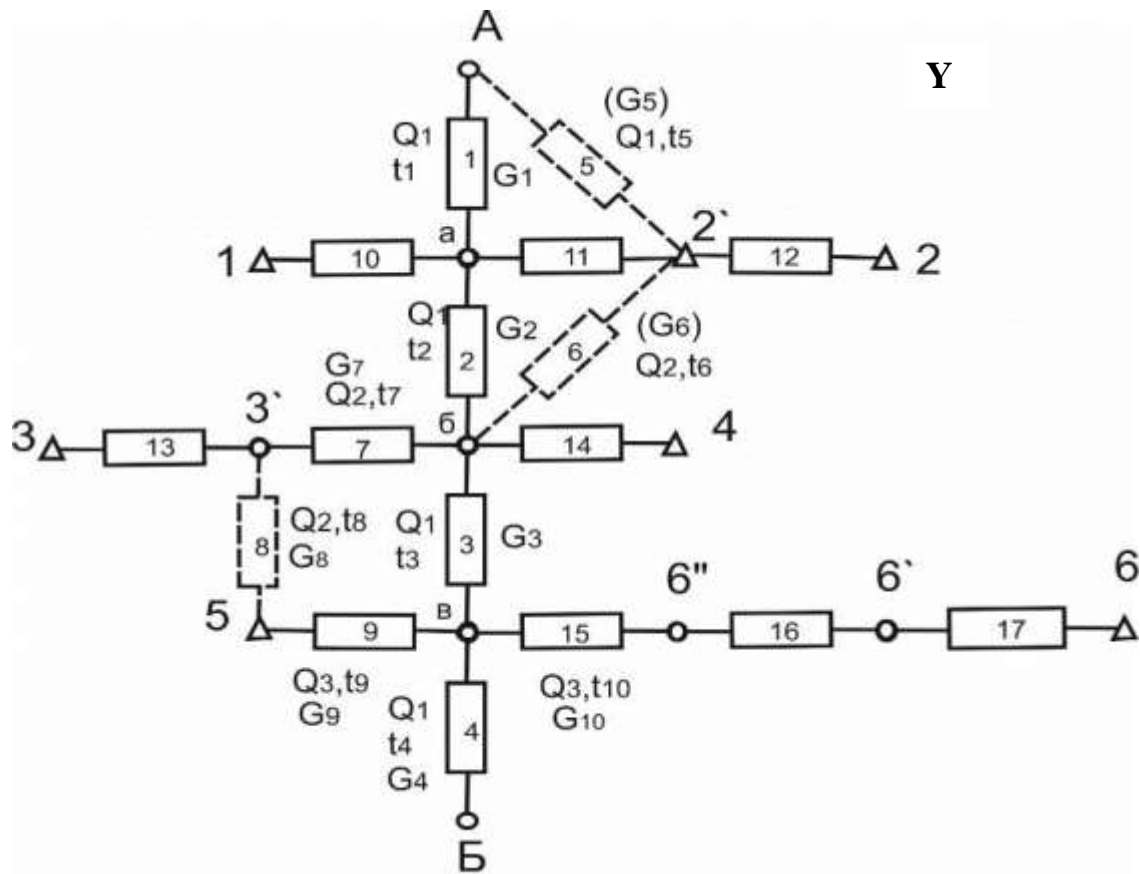 А
Y
(G5)
Q1,t5
Q1
t1
1
G1
5
а
2`
1
10
11
12
2
Q1
t2
2
G2
6
(G6)
Q2,t6
G7
Q2,t7
3`
б
3
13
7
14
4
8
Q2,t8
G8
Q1
t3
3
G3
6"
6`
6
5
9
в
15
16
17
Q3,t9
G9
Q1
t4
G4
4
Q3,t10
G10
Б